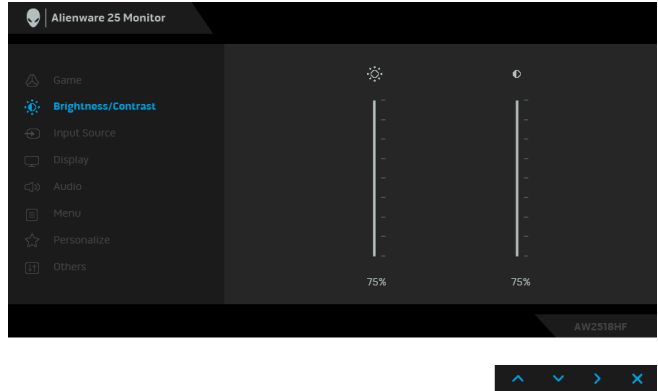 Alienware 25 Monitor
Game
Brightness/Contrast
Input Source
Display
Audio
Menu
Personalize
Others
75% 75%
AW2518HF